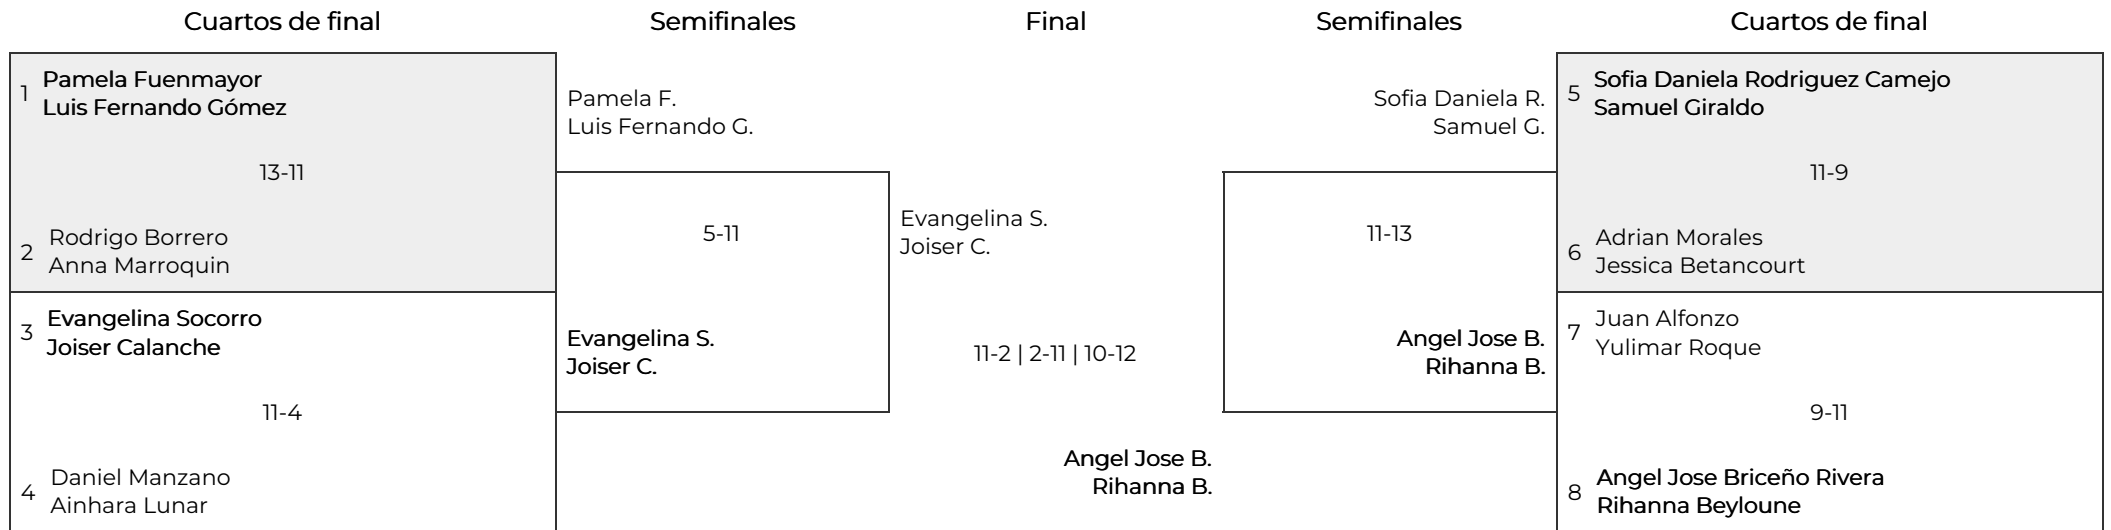 Cuartos de final
Semifinales
Final
Semifinales
Cuartos de final
1
Pamela Fuenmayor
Luis Fernando Gómez
13-11
2
Rodrigo Borrero
Anna Marroquin
3
Evangelina Socorro
Joiser Calanche
11-4
4
Daniel Manzano
Ainhara Lunar
Pamela F.
Luis Fernando G.
5-11
Evangelina S.
Joiser C.
Evangelina S.
Joiser C.
11-2 | 2-11 | 10-12
Angel Jose B.
Rihanna B.
Sofia Daniela R.
Samuel G.
11-13
Angel Jose B.
Rihanna B.
5
Sofia Daniela Rodriguez Camejo
Samuel Giraldo
11-9
6
Adrian Morales
Jessica Betancourt
7
Juan Alfonzo
Yulimar Roque
9-11
8
Angel Jose Briceño Rivera
Rihanna Beyloune